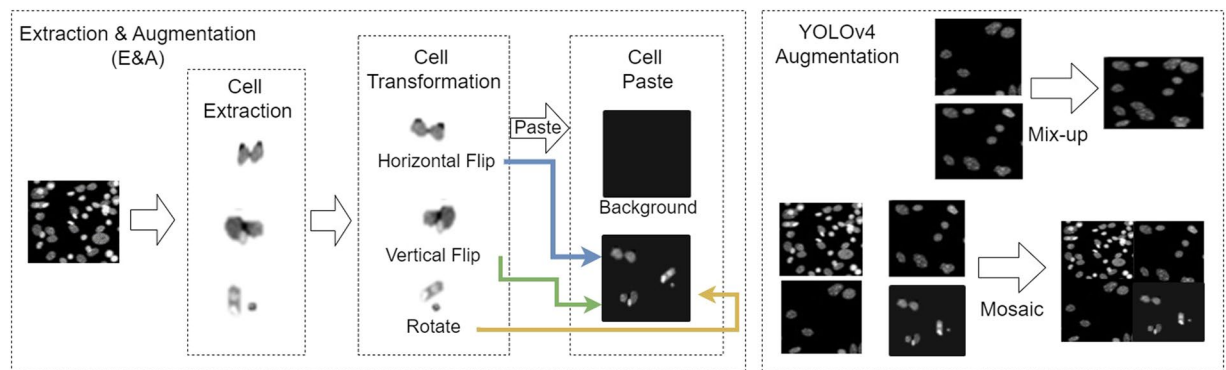 Extraction & Augmentation
(E&A)
Cell
Extraction
Cell
Transformation
Horizontal Flip
Vertical Flip
Rotate
Paste
Cell
Paste
Background
YOLOv4
Augmentation
Mix-up
Mosaic